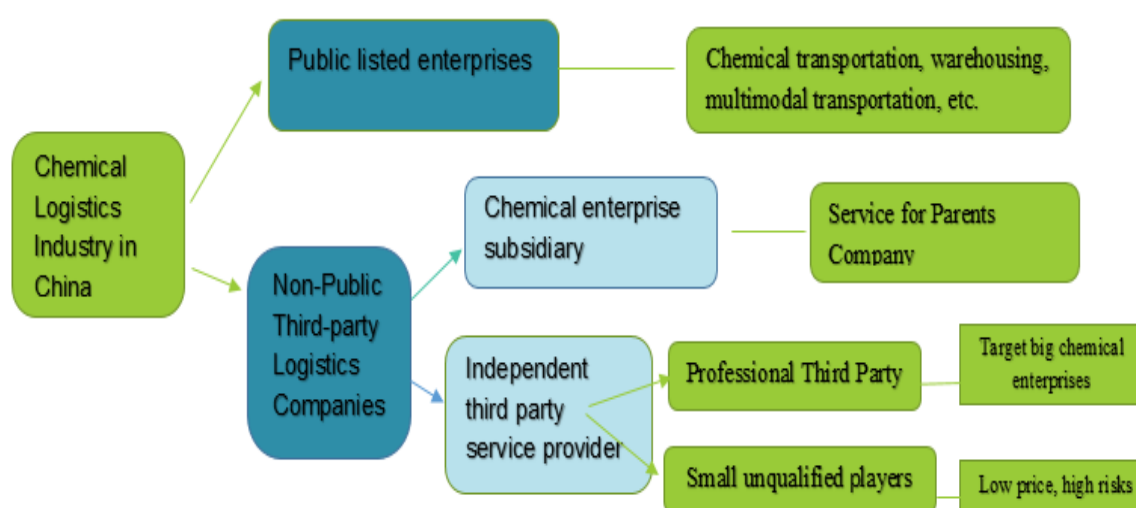 Public listed enterprises
Chemical transportation, warehousing,
multimodal transportation, etc.
Chemical
Logistics
Industry in
China
Chemical enterprise
subsidiary
Service for Parents
Company
Non-Public
Third-party
Logistics
Companies
Independent
third party
service provider
Professional Third Party
Target big chemical
enterprises
Small unqualified players
Low price, high risks